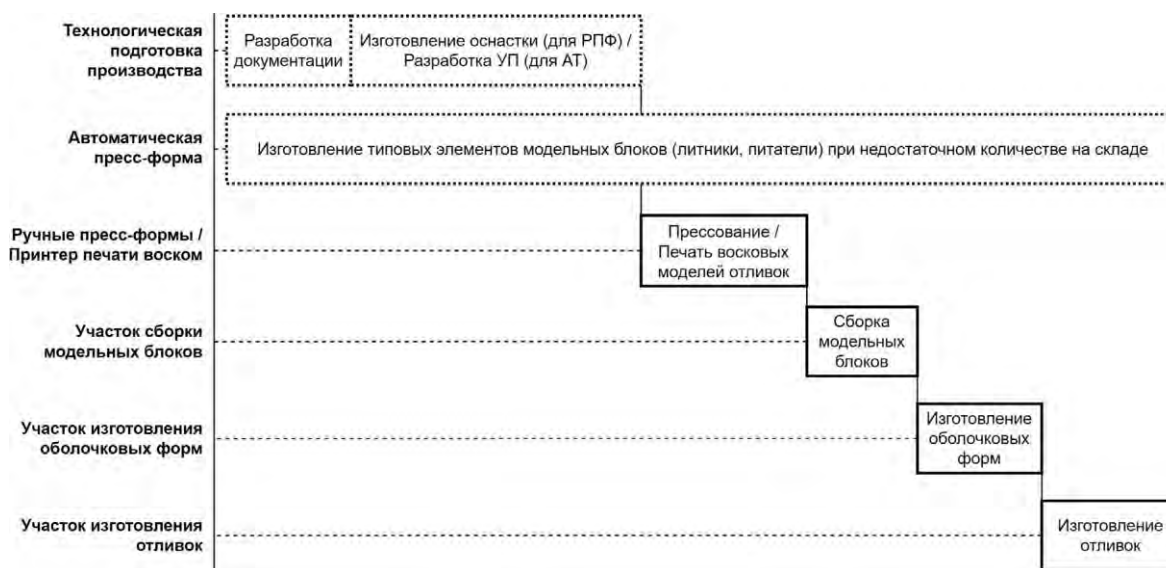 Технологическая
подготовка
производства
Разработка
документации
Изготовление оснастки (для РПФ) /
Разработка УП (для АТ)
Автоматическая
пресс-форма
Изготовление типовых элементов модельных блоков (литники, питатели) при недостаточном количестве на складе
Ручные пресс-формы /
Принтер печати воском
Прессование /
Печать восковых
моделей отливок
Участок сборки
модельных блоков
Сборка
модельных
блоков
Участок изготовления
оболочковых форм
Изготовление
оболочковых
форм
Участок изготовления
отливок
Изготовление
отливок